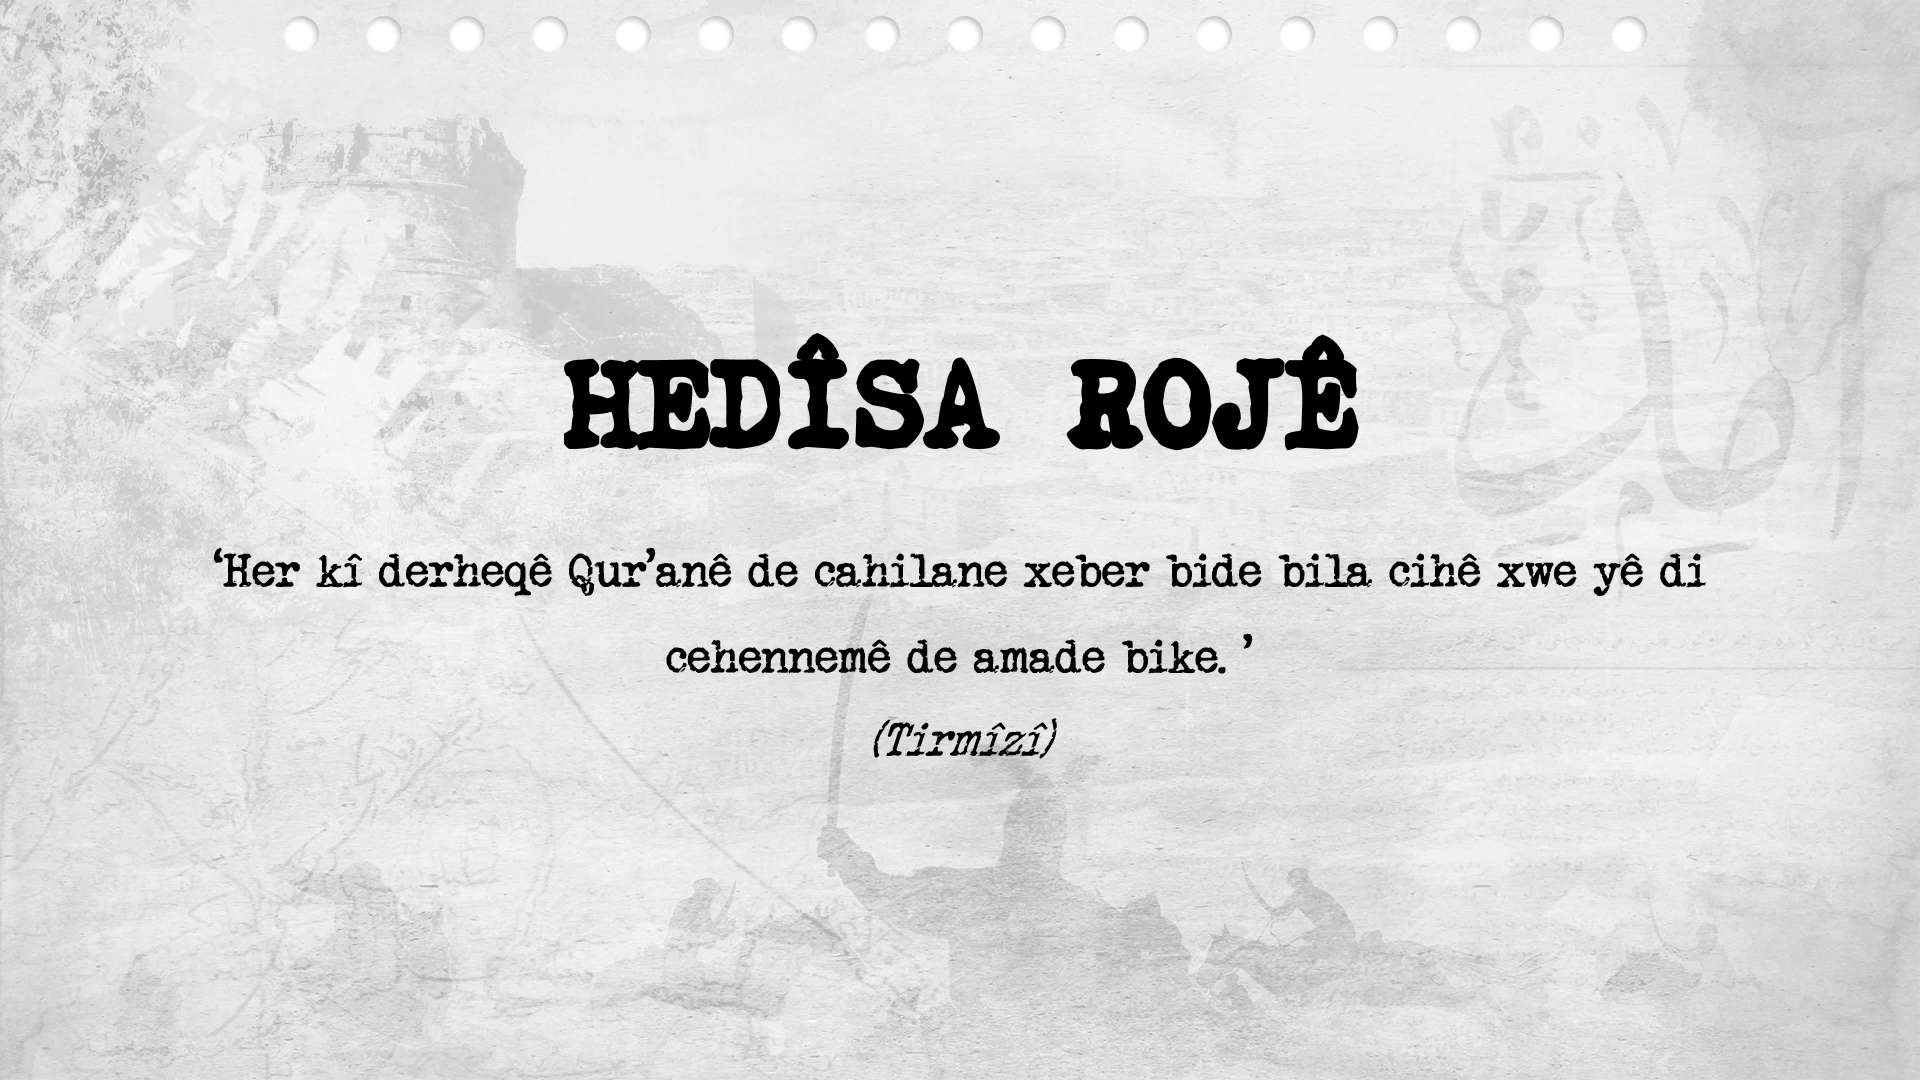 HEDÎSA ROJÊ
‘Her kî derheqê Qur’anê de cahilane xeber bide bila cihê xwe yê di
cehennemê de amade bike. ’
(Tirmîzî)